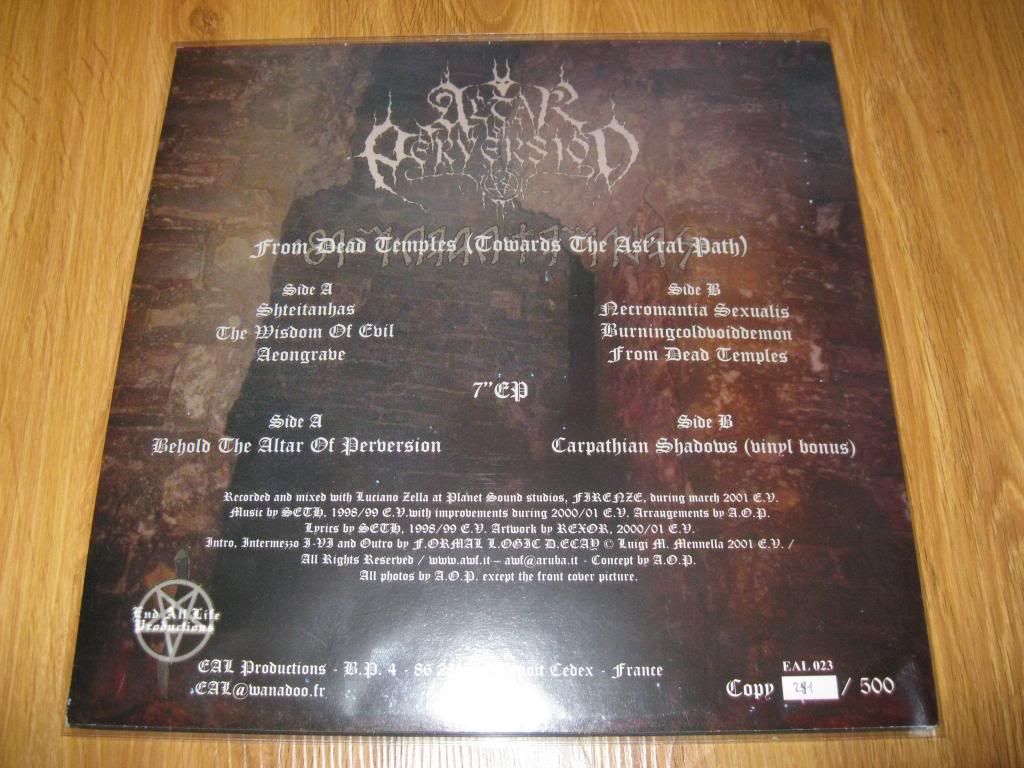 ALTAR
OF
PERVERSION
From Dead Temples (Towards The Ast'ral Path)
Side A
Shteitanhas
The Wisdom Of Evil
Aeongrave
Side B
Necromantia Sexualis
Burningcoldvoiddemon
From Dead Temples
7" EP
Side A
Behold The Altar Of Perversion
Side B
Carpathian Shadows (vinyl bonus)
Recorded and mixed with Luciano Zella at Planet Sound studios, FIRENZE, during march 2001 E.V.
Music by SETH, 1998/99 E.V.with improvements during 2000/01 E.V. Arrangements by A.O.P.
Lyrics by SETH, 1998/99 E.V. Artwork by REXOR, 2000/01 E.V.
Intro, Intermezzo I-VI and Outro by F.ORMAL L.OGIC D.ECAY © Luigi M. Mennella 2001 E.V. /
All Rights Reserved / www.awf.it – awf@aruba.it - Concept by A.O.P.
All photos by A.O.P. except the front cover picture.
End All Life
Productions
EAL Productions - B.P. 4 - 86 Cedex - France
EAL@wanadoo.fr
EAL 023
Copy 291 / 500